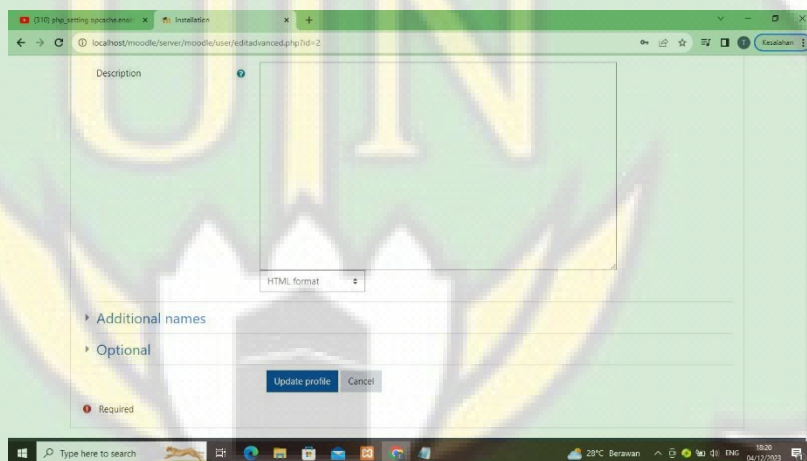 UIN
(310) php_setting opcache.enab
Installation
localhost/moodle/server/moodle/user/editadvanced.php?id=2
Kesalahan
Description
HTML format
Additional names
Optional
Update profile Cancel
Required
Type here to search
28°C Berawan
ENG
18:20
04/12/2023